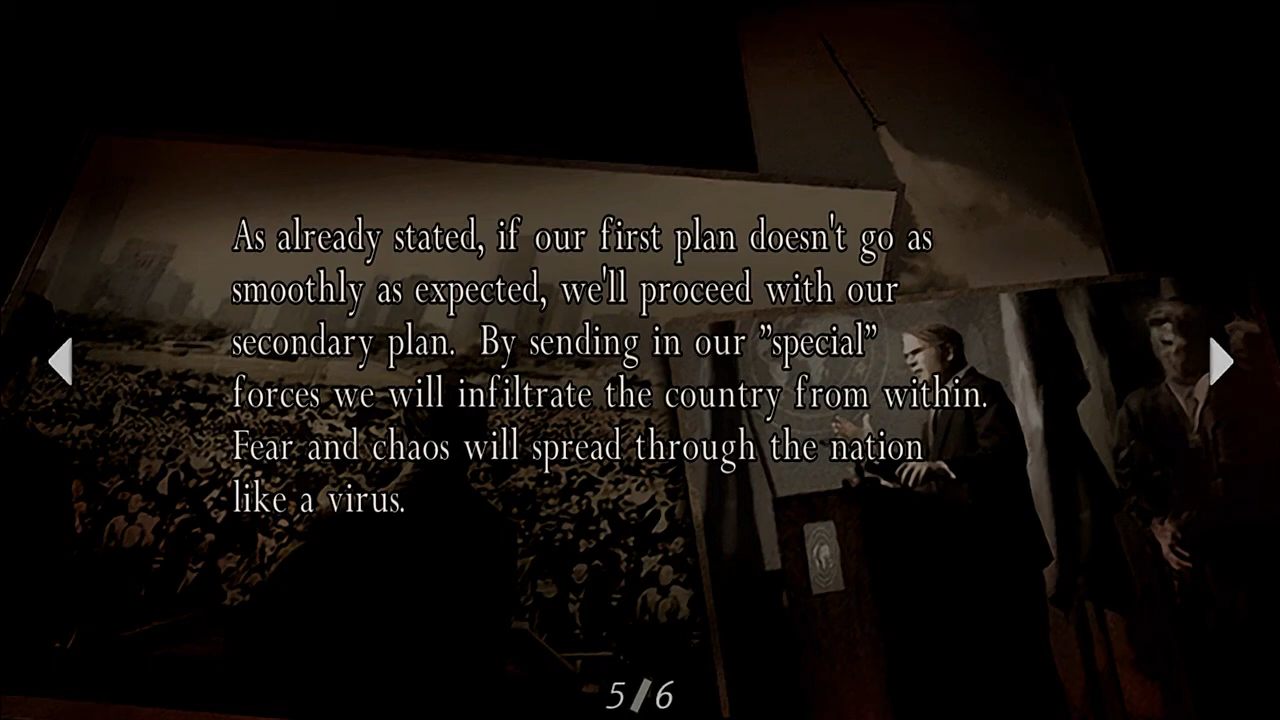 As already stated, if our first plan doesn't go as
smoothly as expected, we'll proceed with our
secondary plan.  By sending in our ”special”
forces we will infiltrate the country from within.
Fear and chaos will spread through the nation
like a virus.
5/6